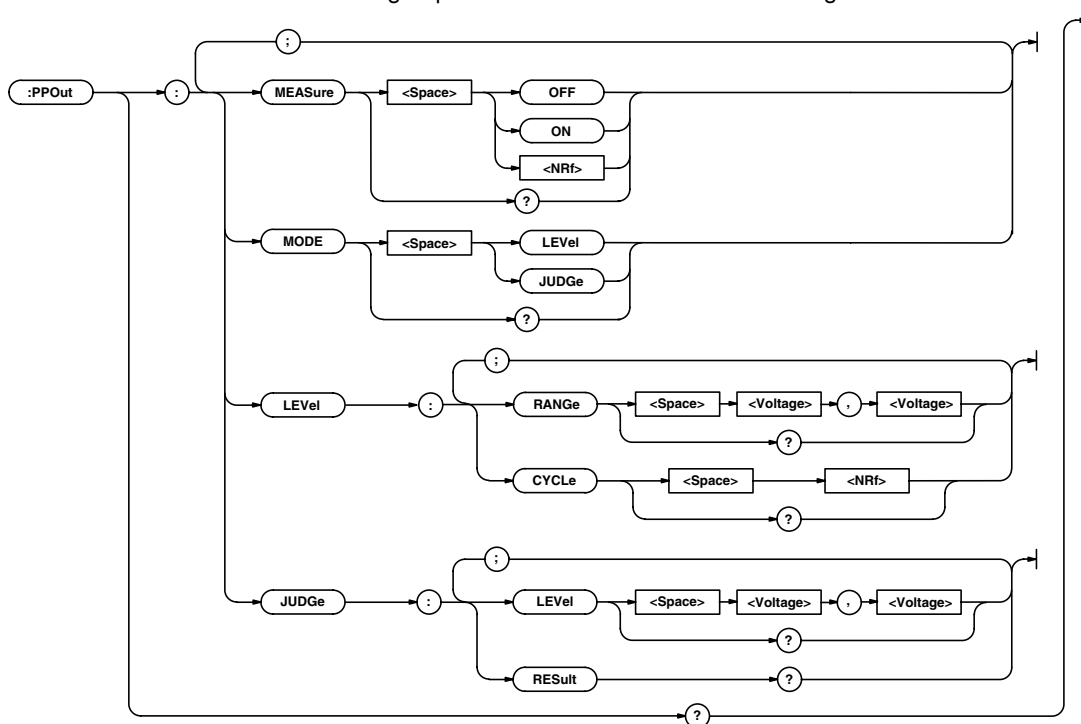 ;
:PPOut : MEASure <Space> OFF
ON
<NRf>
?
MODE <Space> LEVel
JUDGe
?
;
LEVel : RANGe <Space> <Voltage> , <Voltage>
?
CYCLe <Space> <NRf>
?
;
JUDGe : LEVel <Space> <Voltage> , <Voltage>
?
RESult ?
?